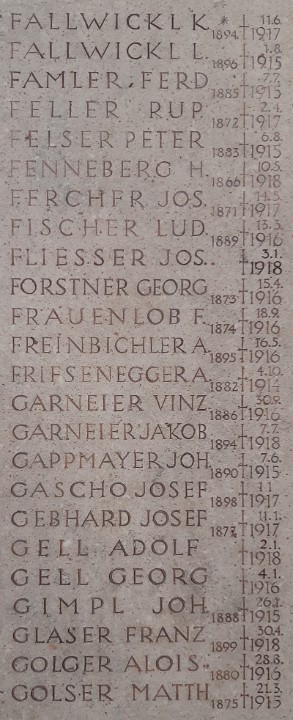 FALLWICKL K. * 1894 † 11.6. 1917
FALLWICKL L. 1896 † 1.8. 1915
FAMLER, FERD 1885 † 7.7. 1915
FELLER RUP. 1872 † 2.4. 1917
FELSER PETER 1883 † 6.8. 1915
FENNEBERG H. 1866 † 10.5. 1918
FERCHER JOS. 1871 † 14.5. 1917
FISCHER LUD. 1889 † 13.3. 1916
FLIESSER JOS. † 3.1. 1918
FORSTNER GEORG 1873 † 15.4. 1916
FRAUENLOB F. 1874 † 18.9. 1916
FREINBICHLER A. 1895 † 16.5. 1916
FRIESENEGGER A. 1882 † 4.10. 1914
GARNEIER VINZ. 1886 † 30.9. 1916
GARNEIER JAKOB 1894 † 7.7. 1918
GAPPMAYER JOH. 1890 † 7.6. 1915
GASCHO JOSEF 1898 † 1.1. 1917
GEBHARD JOSEF † 11.1. 1917
GELL ADOLF † 2.1. 1918
GELL GEORG † 4.1. 1916
GIMPL JOH. 1888 † 26.1. 1915
GLASER FRANZ 1899 † 30.4. 1918
GOLGER ALOIS. 1880 † 28.8. 1915
GOLSER MATTH. 1875 † 21.3. 1915